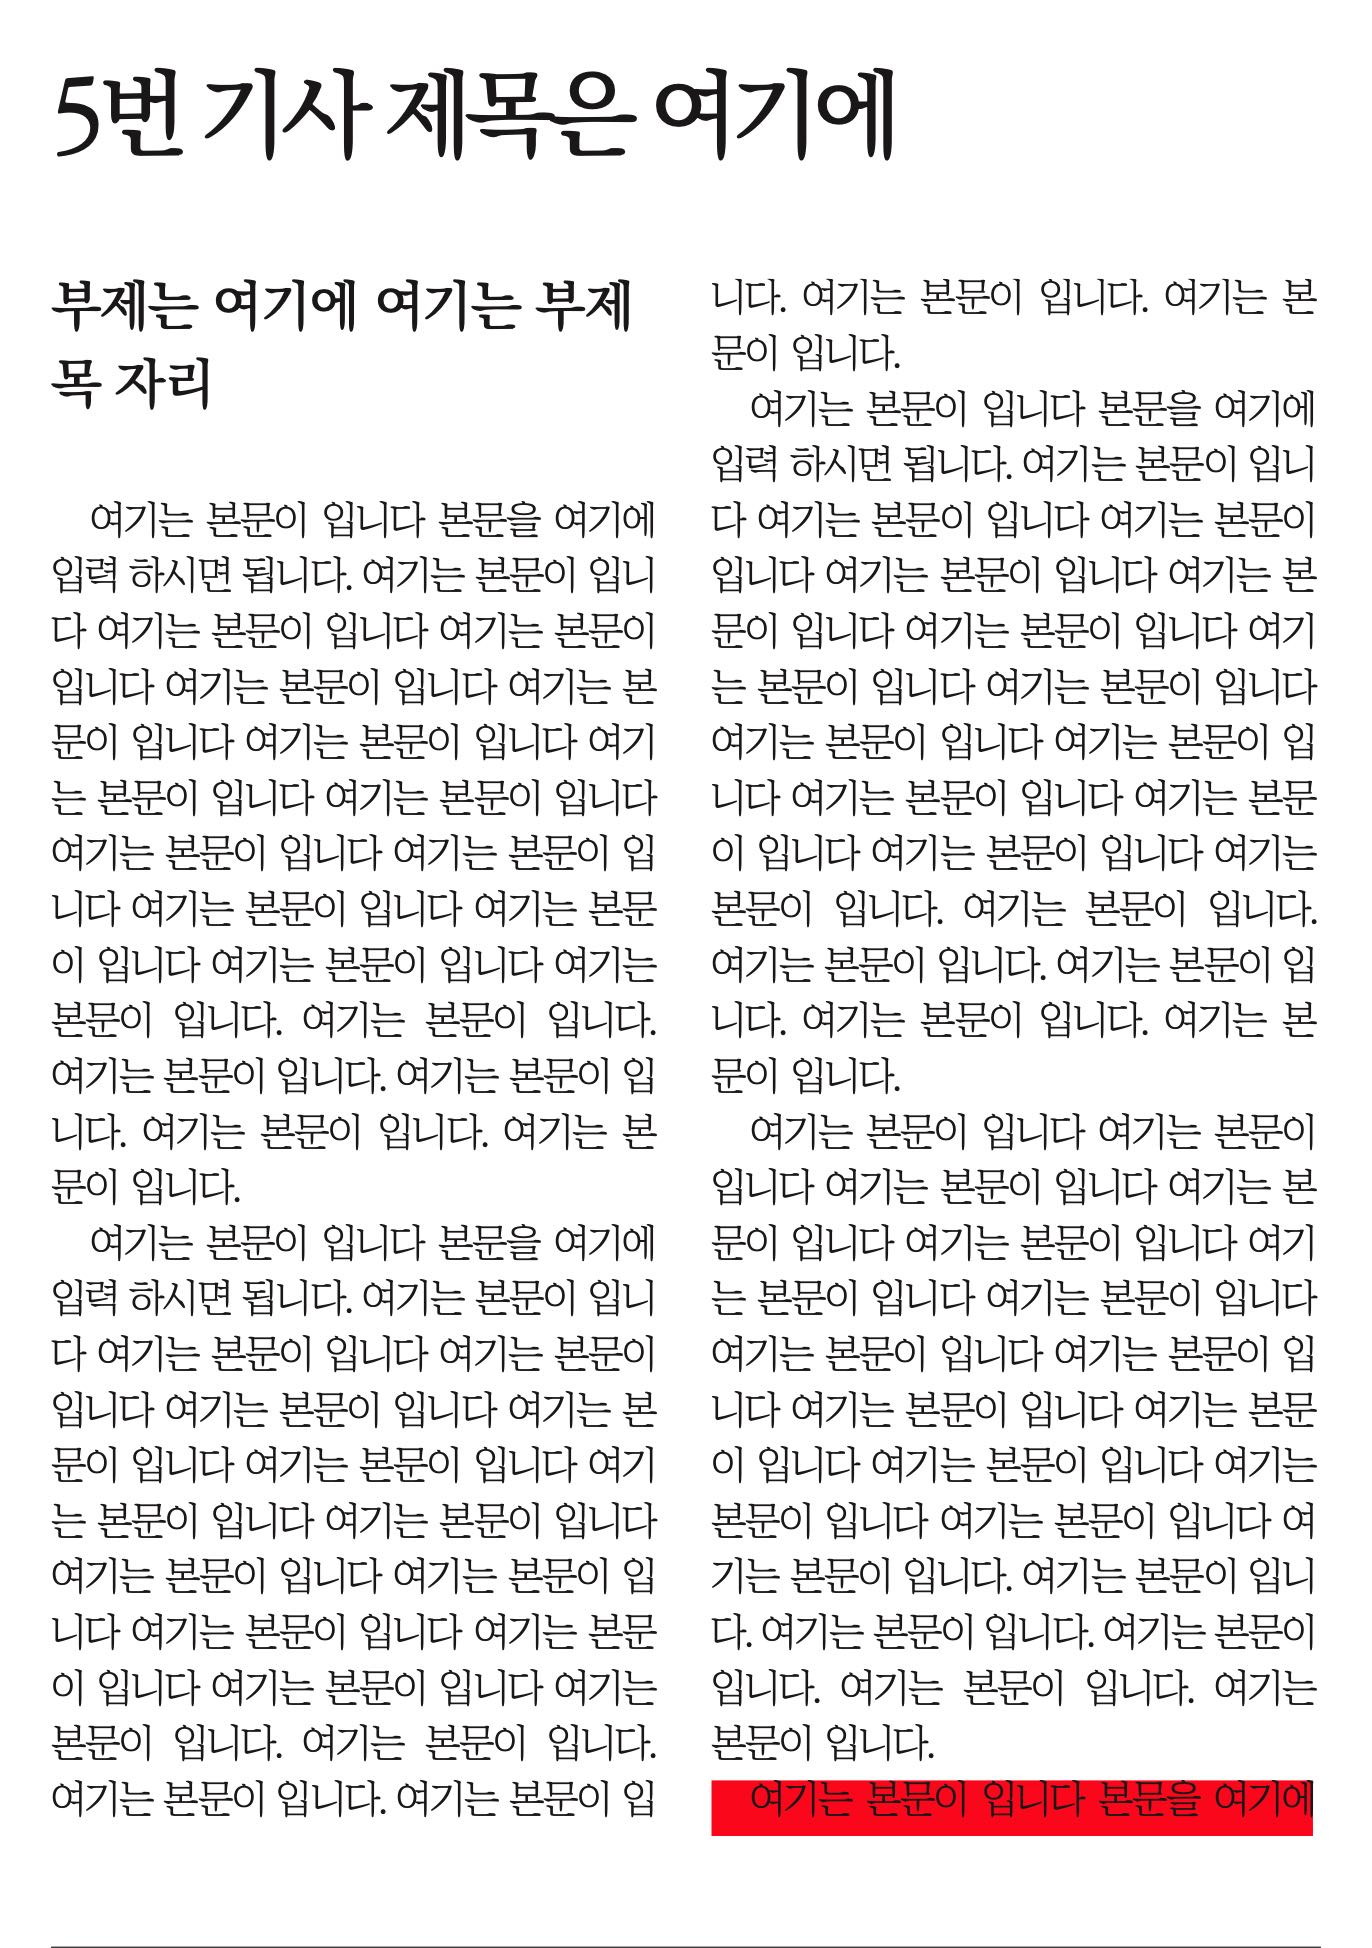 5번 기사 제목은 여기에
부제는 여기에 여기는 부제
목 자리
여기는 본문이 입니다 본문을 여기에
입력 하시면 됩니다. 여기는 본문이 입니
다 여기는 본문이 입니다 여기는 본문이
입니다 여기는 본문이 입니다 여기는 본
문이 입니다 여기는 본문이 입니다 여기
는 본문이 입니다 여기는 본문이 입니다
여기는 본문이 입니다 여기는 본문이 입
니다 여기는 본문이 입니다 여기는 본문
이 입니다 여기는 본문이 입니다 여기는
본문이 입니다. 여기는 본문이 입니다.
여기는 본문이 입니다. 여기는 본문이 입
니다. 여기는 본문이 입니다. 여기는 본
문이 입니다.
여기는 본문이 입니다 본문을 여기에
입력 하시면 됩니다. 여기는 본문이 입니
다 여기는 본문이 입니다 여기는 본문이
입니다 여기는 본문이 입니다 여기는 본
문이 입니다 여기는 본문이 입니다 여기
는 본문이 입니다 여기는 본문이 입니다
여기는 본문이 입니다 여기는 본문이 입
니다 여기는 본문이 입니다 여기는 본문
이 입니다 여기는 본문이 입니다 여기는
본문이 입니다. 여기는 본문이 입니다.
여기는 본문이 입니다. 여기는 본문이 입
니다. 여기는 본문이 입니다. 여기는 본
문이 입니다.
여기는 본문이 입니다 본문을 여기에
입력 하시면 됩니다. 여기는 본문이 입니
다 여기는 본문이 입니다 여기는 본문이
입니다 여기는 본문이 입니다 여기는 본
문이 입니다 여기는 본문이 입니다 여기
는 본문이 입니다 여기는 본문이 입니다
여기는 본문이 입니다 여기는 본문이 입
니다 여기는 본문이 입니다 여기는 본문
이 입니다 여기는 본문이 입니다 여기는
본문이 입니다. 여기는 본문이 입니다.
여기는 본문이 입니다. 여기는 본문이 입
니다. 여기는 본문이 입니다. 여기는 본
문이 입니다.
여기는 본문이 입니다 여기는 본문이
입니다 여기는 본문이 입니다 여기는 본
문이 입니다 여기는 본문이 입니다 여기
는 본문이 입니다 여기는 본문이 입니다
여기는 본문이 입니다 여기는 본문이 입
니다 여기는 본문이 입니다 여기는 본문
이 입니다 여기는 본문이 입니다 여기는
본문이 입니다 여기는 본문이 입니다 여
기는 본문이 입니다. 여기는 본문이 입니
다. 여기는 본문이 입니다. 여기는 본문이
입니다. 여기는 본문이 입니다. 여기는
본문이 입니다.
여기는 본문이 입니다 본문을 여기에